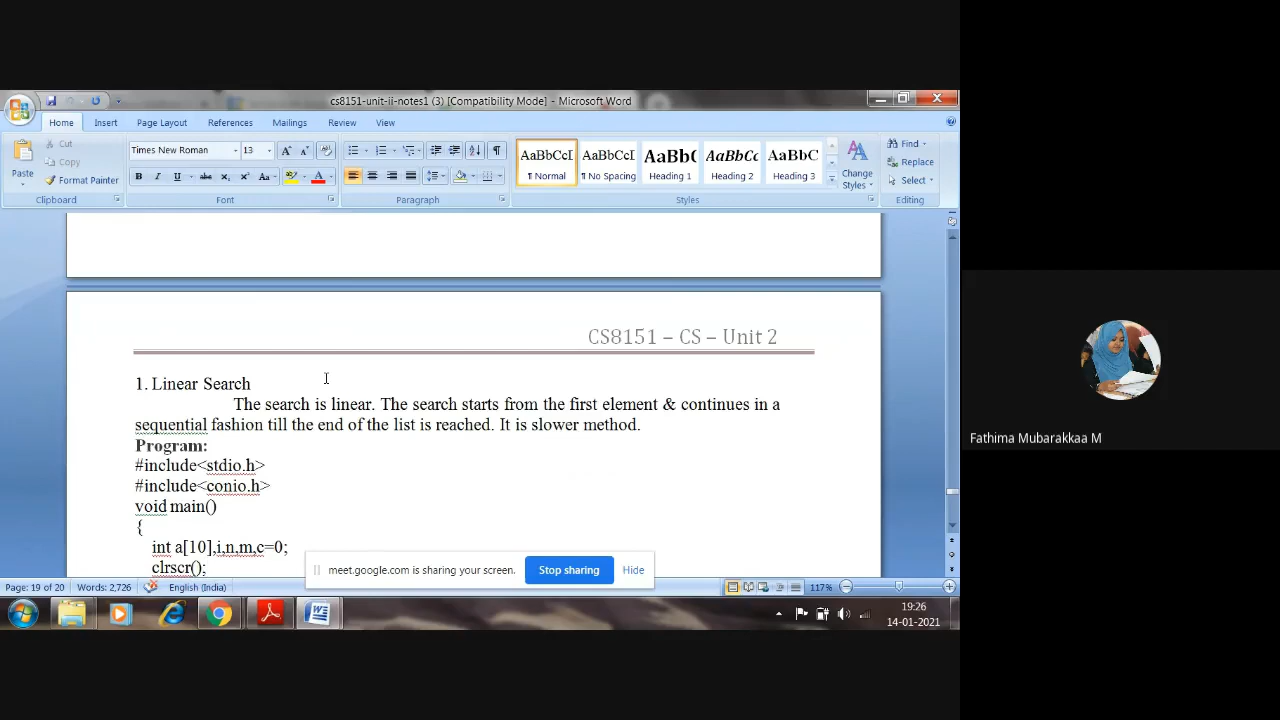 cs8151-unit-ii-notes1 (3) [Compatibility Mode] - Microsoft Word
Home Insert Page Layout References Mailings Review View
Paste
Cut
Copy
Format Painter
Clipboard
Times New Roman 13
B I U abc x₂ x² Aa A
Font
Paragraph
AaBbCcI AaBbCcI AaBbC AaBbCc AaBbC
¶ Normal ¶ No Spacing Heading 1 Heading 2 Heading 3
Change Styles
Styles
Find
Replace
Select
Editing
CS8151 – CS – Unit 2
1. Linear Search
The search is linear. The search starts from the first element & continues in a
sequential fashion till the end of the list is reached. It is slower method.
Program:
#include<stdio.h>
#include<conio.h>
void main()
{
int a[10],i,n,m,c=0;
clrscr();
meet.google.com is sharing your screen. Stop sharing Hide
Page: 19 of 20 Words: 2,726 English (India) 117%
19:26
14-01-2021
Fathima Mubarakkaa M